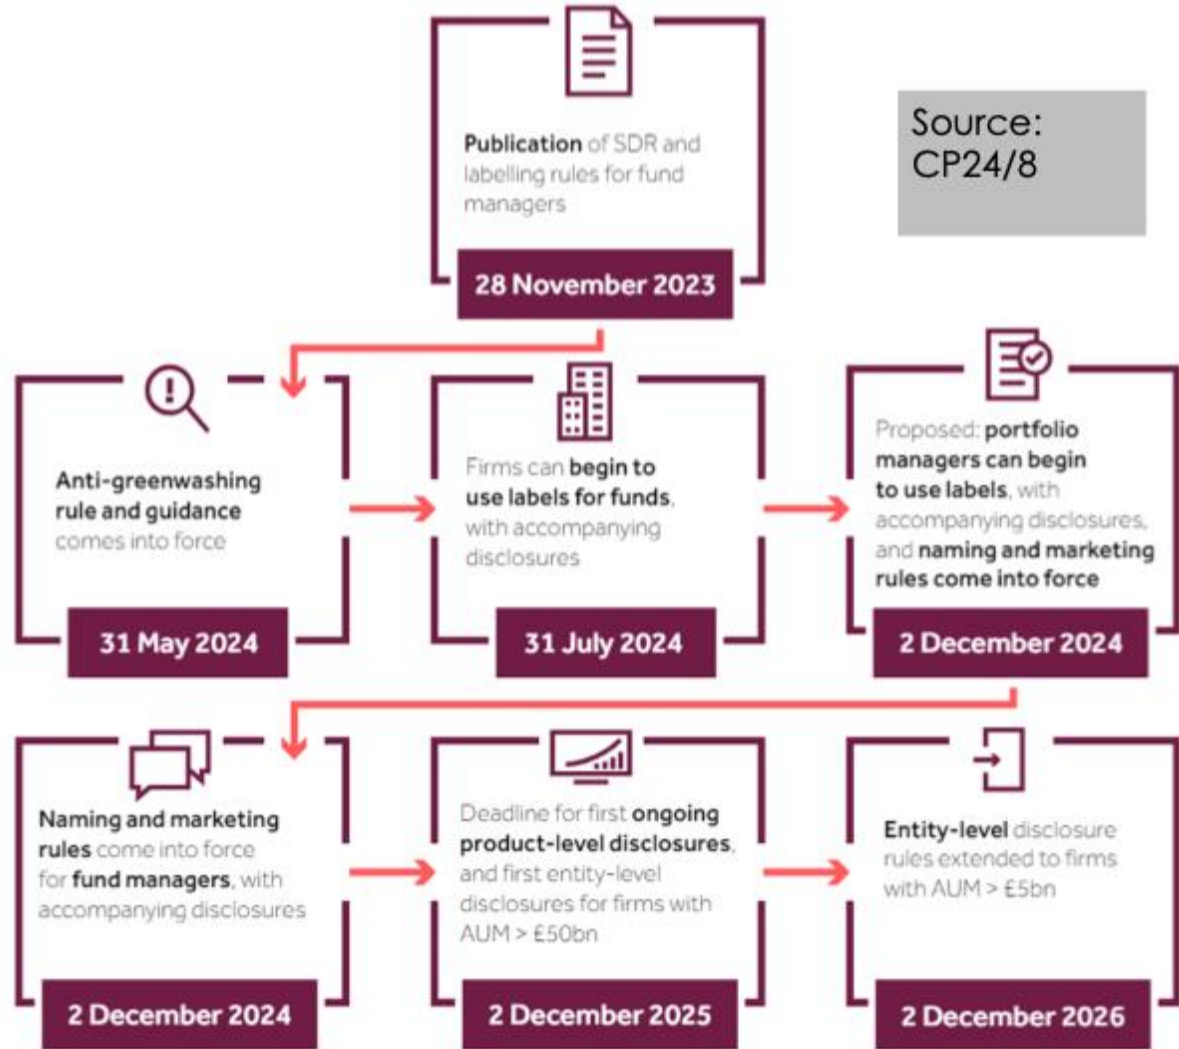 Publication of SDR and
labelling rules for fund
managers
28 November 2023
Source:
CP24/8
Anti-greenwashing
rule and guidance
comes into force
31 May 2024
Firms can begin to
use labels for funds,
with accompanying
disclosures
31 July 2024
Proposed: portfolio
managers can begin
to use labels, with
accompanying disclosures,
and naming and marketing
rules come into force
2 December 2024
Naming and marketing
rules come into force
for fund managers, with
accompanying disclosures
2 December 2024
Deadline for first ongoing
product-level disclosures,
and first entity-level
disclosures for firms with
AUM > £50bn
2 December 2025
Entity-level disclosure
rules extended to firms
with AUM > £5bn
2 December 2026